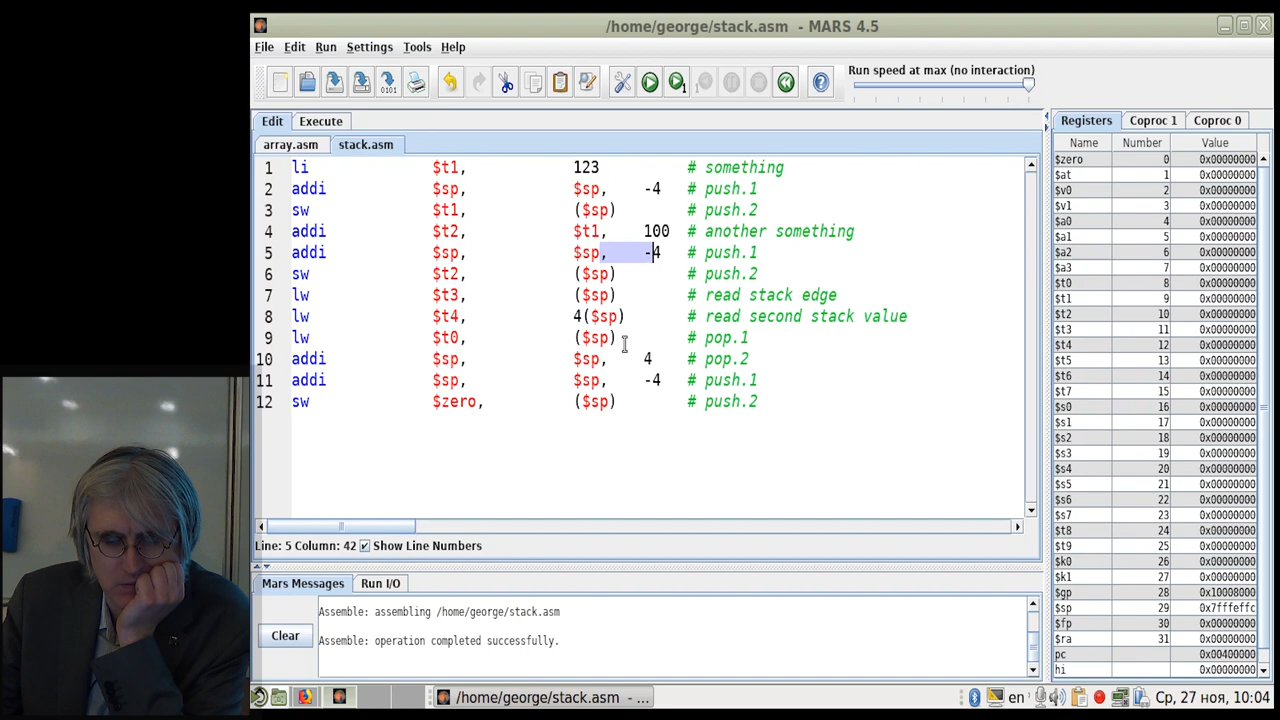 /home/george/stack.asm - MARS 4.5
File Edit Run Settings Tools Help
Run speed at max (no interaction)
Edit Execute
array.asm stack.asm
1 li $t1, 123 # something
2 addi $sp, $sp, -4 # push.1
3 sw $t1, ($sp) # push.2
4 addi $t2, $t1, 100 # another something
5 addi $sp, $sp, -4 # push.1
6 sw $t2, ($sp) # push.2
7 lw $t3, ($sp) # read stack edge
8 lw $t4, 4($sp) # read second stack value
9 lw $t0, ($sp) # pop.1
10 addi $sp, $sp, 4 # pop.2
11 addi $sp, $sp, -4 # push.1
12 sw $zero, ($sp) # push.2
Line: 5 Column: 42 Show Line Numbers
Mars Messages Run I/O
Assemble: assembling /home/george/stack.asm
Assemble: operation completed successfully.
Clear
Registers Coproc 1 Coproc 0
Name Number Value
$zero 0 0x00000000
$at 1 0x00000000
$v0 2 0x00000000
$v1 3 0x00000000
$a0 4 0x00000000
$a1 5 0x00000000
$a2 6 0x00000000
$a3 7 0x00000000
$t0 8 0x00000000
$t1 9 0x00000000
$t2 10 0x00000000
$t3 11 0x00000000
$t4 12 0x00000000
$t5 13 0x00000000
$t6 14 0x00000000
$t7 15 0x00000000
$s0 16 0x00000000
$s1 17 0x00000000
$s2 18 0x00000000
$s3 19 0x00000000
$s4 20 0x00000000
$s5 21 0x00000000
$s6 22 0x00000000
$s7 23 0x00000000
$t8 24 0x00000000
$t9 25 0x00000000
$k0 26 0x00000000
$k1 27 0x00000000
$gp 28 0x10008000
$sp 29 0x7fffeffc
$fp 30 0x00000000
$ra 31 0x00000000
pc 0x00400000
hi 0x00000000
/home/george/stack.asm - ...
en
Ср, 27 ноя, 10:04